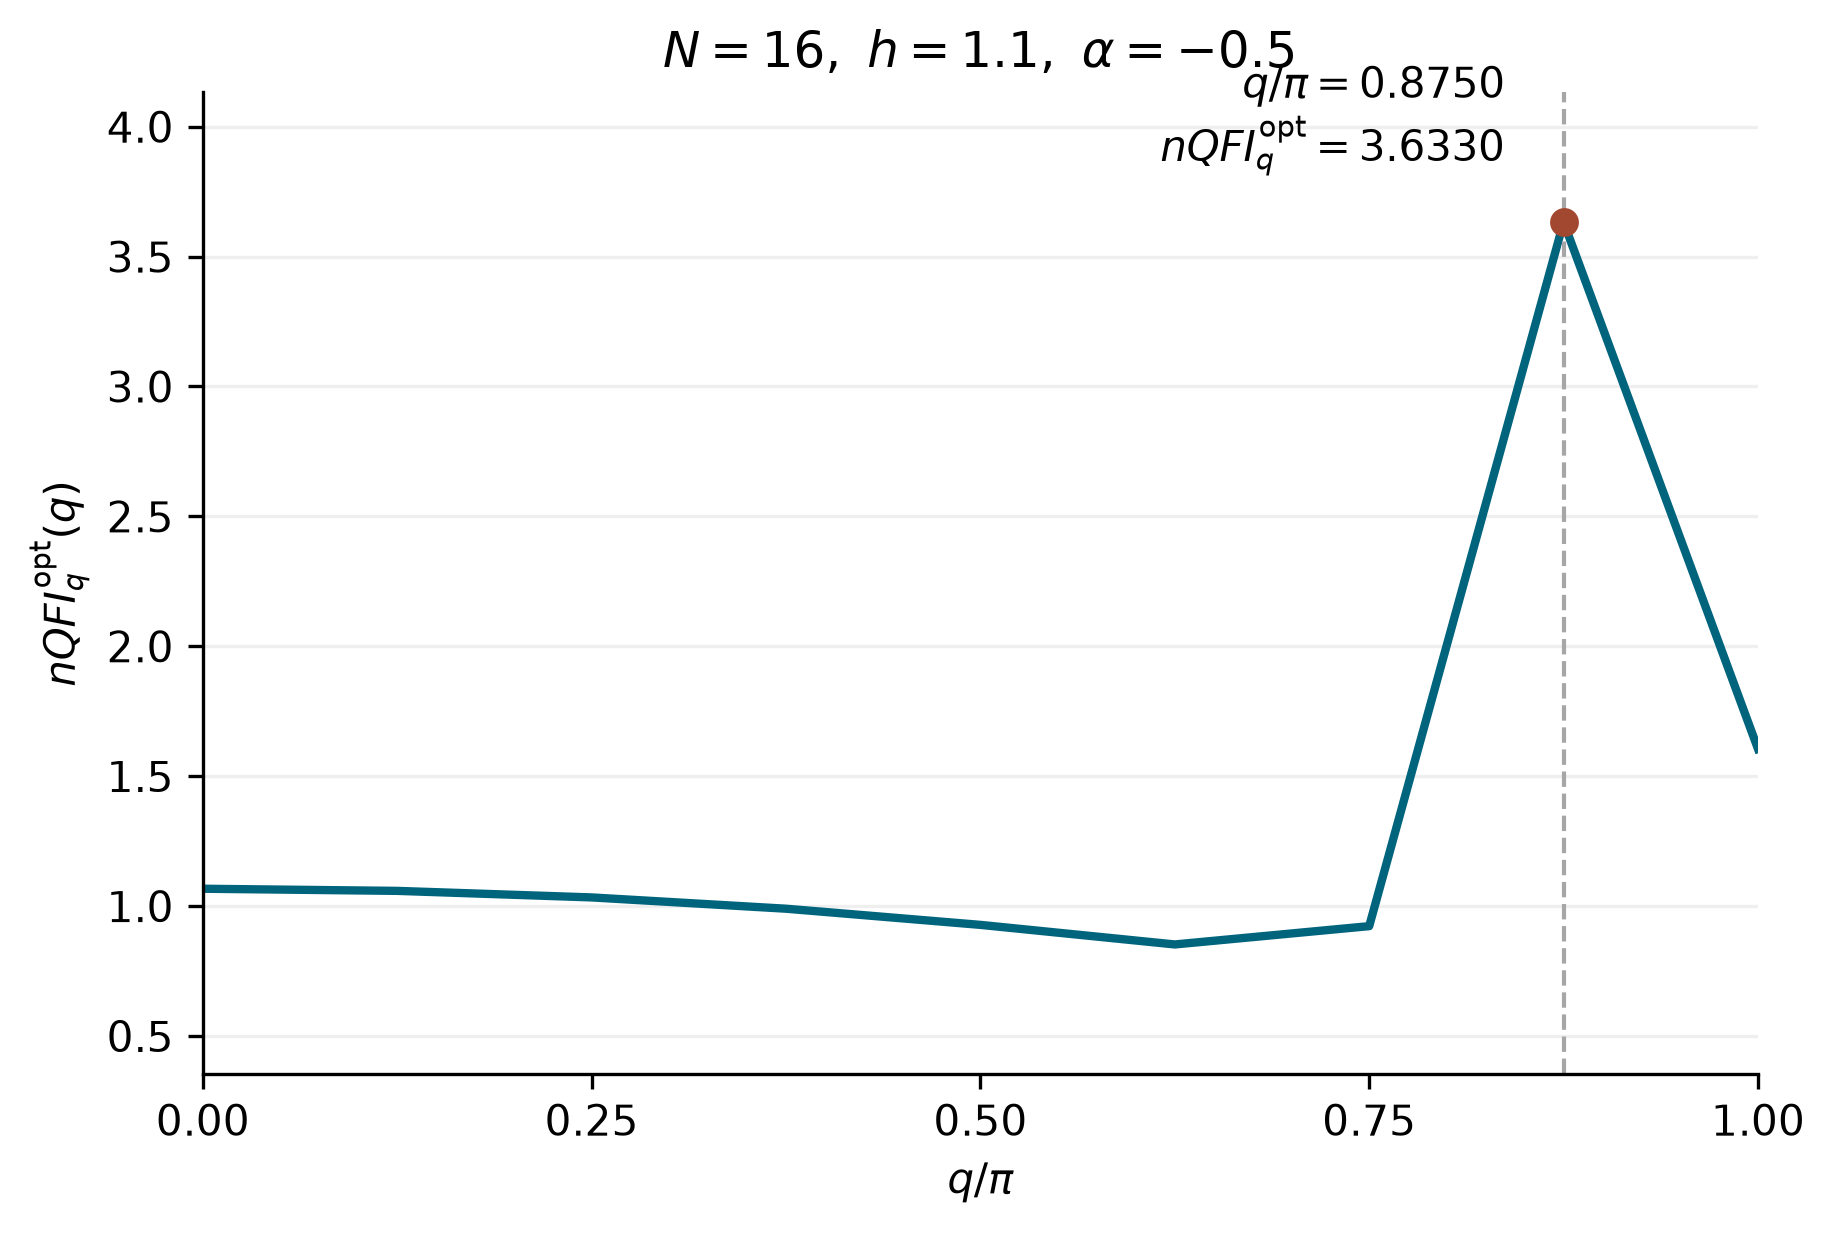 N = 16, h = 1.1, α = −0.5
q/π = 0.8750
nQFI_q^opt = 3.6330
4.0
3.5
3.0
2.5
2.0
1.5
1.0
0.5
nQFI_q^opt(q)
0.00 0.25 0.50 0.75 1.00
q/π